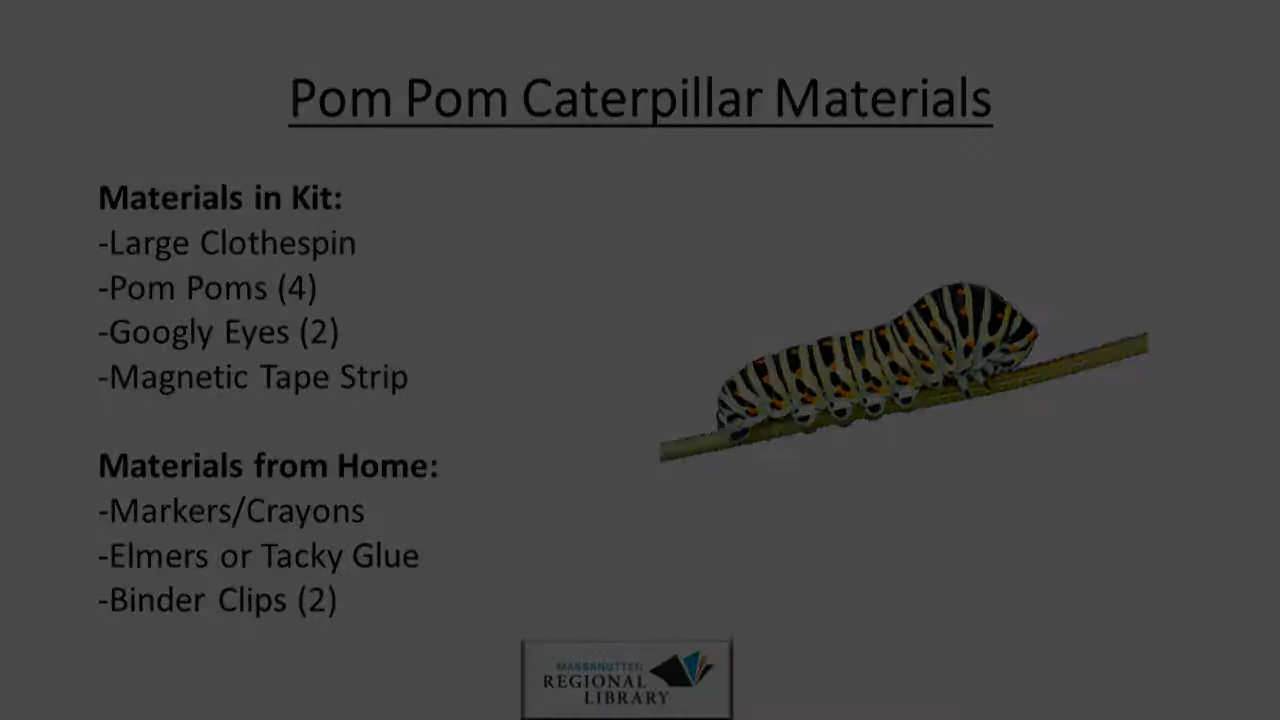 Pom Pom Caterpillar Materials
Materials in Kit:
-Large Clothespin
-Pom Poms (4)
-Googly Eyes (2)
-Magnetic Tape Strip
Materials from Home:
-Markers/Crayons
-Elmers or Tacky Glue
-Binder Clips (2)
MASSANUTTEN
REGIONAL
LIBRARY